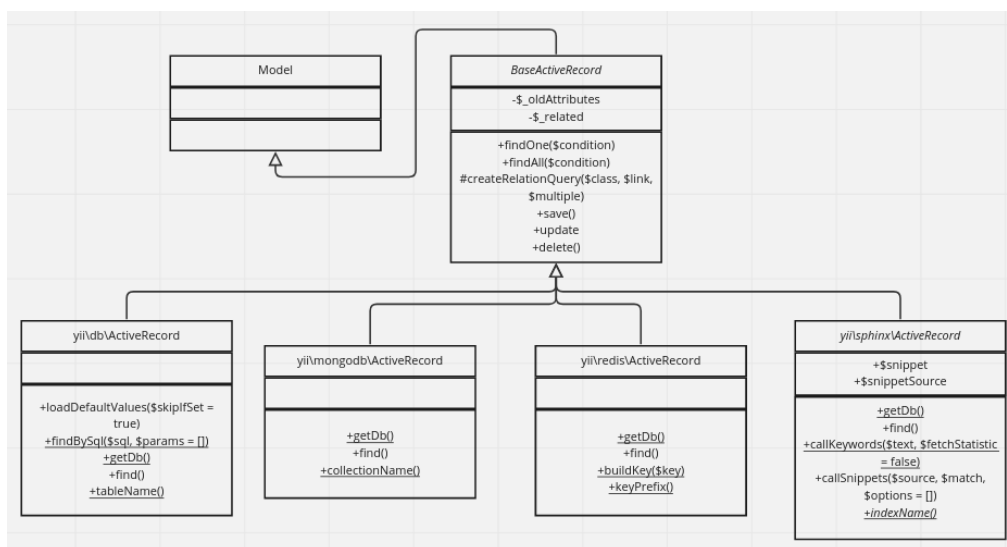 Model
BaseActiveRecord
-$_oldAttributes
-$_related
+findOne($condition)
+findAll($condition)
#createRelationQuery($class, $link,
$multiple)
+save()
+update
+delete()
yii\db\ActiveRecord
+loadDefaultValues($skipIfSet =
true)
+findBySql($sql, $params = [])
+getDb()
+find()
+tableName()
yii\mongodb\ActiveRecord
+getDb()
+find()
+collectionName()
yii\redis\ActiveRecord
+getDb()
+find()
+buildKey($key)
+keyPrefix()
yii\sphinx\ActiveRecord
+$snippet
+$snippetSource
+getDb()
+find()
+callKeywords($text, $fetchStatistic
= false)
+callSnippets($source, $match,
$options = [])
+indexName()